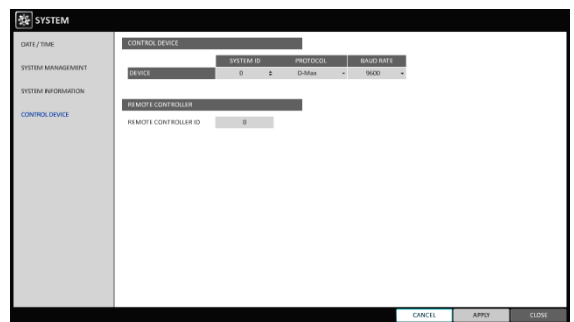 SYSTEM
DATE / TIME
SYSTEM MANAGEMENT
SYSTEM INFORMATION
CONTROL DEVICE
CONTROL DEVICE
SYSTEM ID PROTOCOL BAUD RATE
DEVICE 0 D-Max 9600
REMOTE CONTROLLER
REMOTE CONTROLLER ID 0
CANCEL APPLY CLOSE